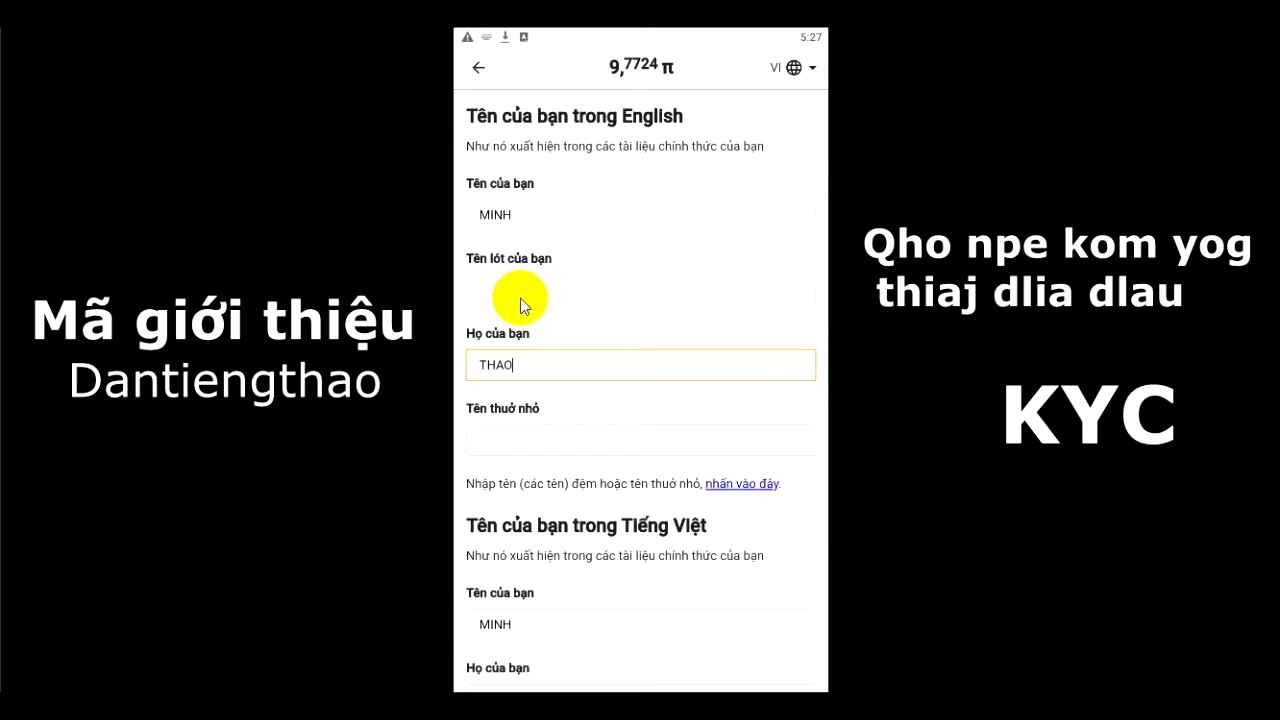 Mã giới thiệu
Dantiengthao
5:27
9,7724 π
VI
Tên của bạn trong English
Như nó xuất hiện trong các tài liệu chính thức của bạn
Tên của bạn
MINH
Tên lót của bạn
Họ của bạn
THAO
Tên thuở nhỏ
Nhập tên (các tên) đệm hoặc tên thuở nhỏ, nhấn vào đây.
Tên của bạn trong Tiếng Việt
Như nó xuất hiện trong các tài liệu chính thức của bạn
Tên của bạn
MINH
Họ của bạn
Qho npe kom yog
thiaj dlia dlau
KYC